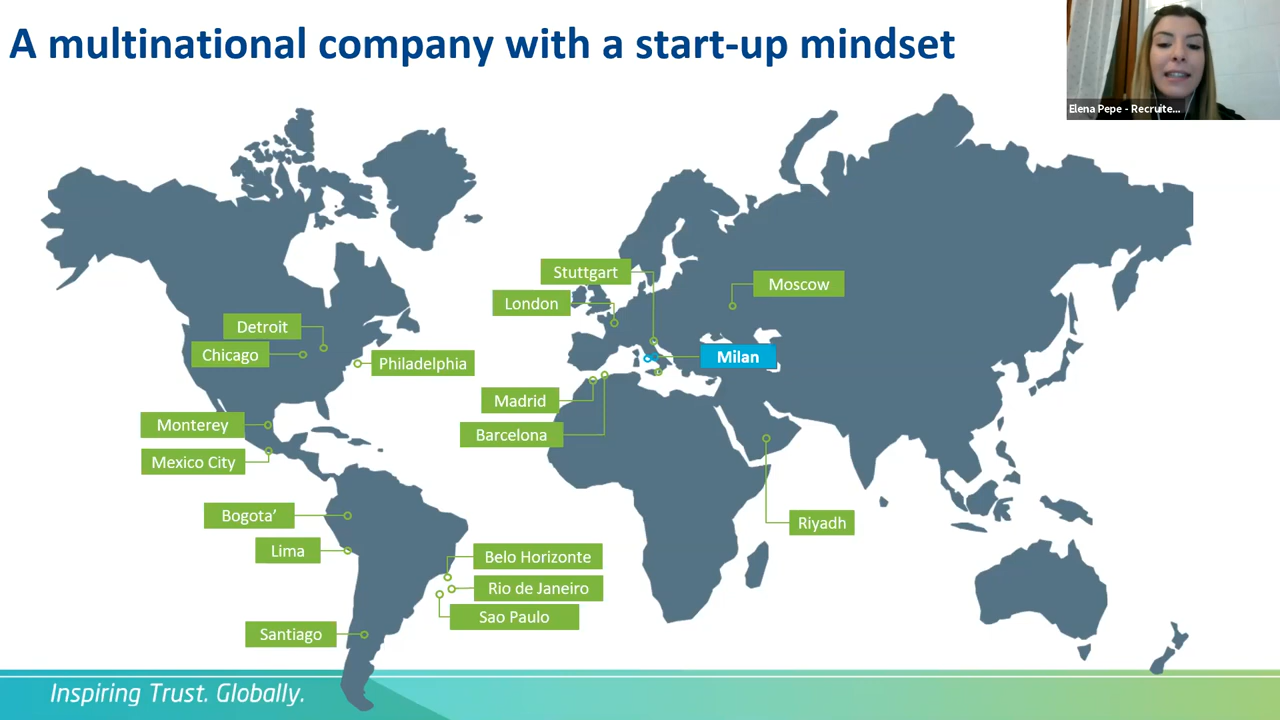 A multinational company with a start-up mindset
Elena Pepe - Recruite...
Stuttgart
Moscow
London
Detroit
Chicago
Philadelphia
Milan
Madrid
Monterey
Barcelona
Mexico City
Bogota’
Riyadh
Lima
Belo Horizonte
Rio de Janeiro
Sao Paulo
Santiago
Inspiring Trust. Globally.